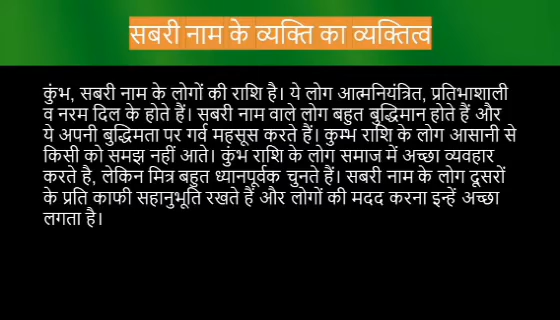 सबरी नाम के व्यक्ति का व्यक्तित्व
कुंभ, सबरी नाम के लोगों की राशि है। ये लोग आत्मनियंत्रित, प्रतिभाशाली
व नरम दिल के होते हैं। सबरी नाम वाले लोग बहुत बुद्धिमान होते हैं और
ये अपनी बुद्धिमता पर गर्व महसूस करते हैं। कुम्भ राशि के लोग आसानी से
किसी को समझ नहीं आते। कुंभ राशि के लोग समाज में अच्छा व्यवहार
करते है, लेकिन मित्र बहुत ध्यानपूर्वक चुनते हैं। सबरी नाम के लोग दूसरों
के प्रति काफी सहानुभूति रखते हैं और लोगों की मदद करना इन्हें अच्छा
लगता है।